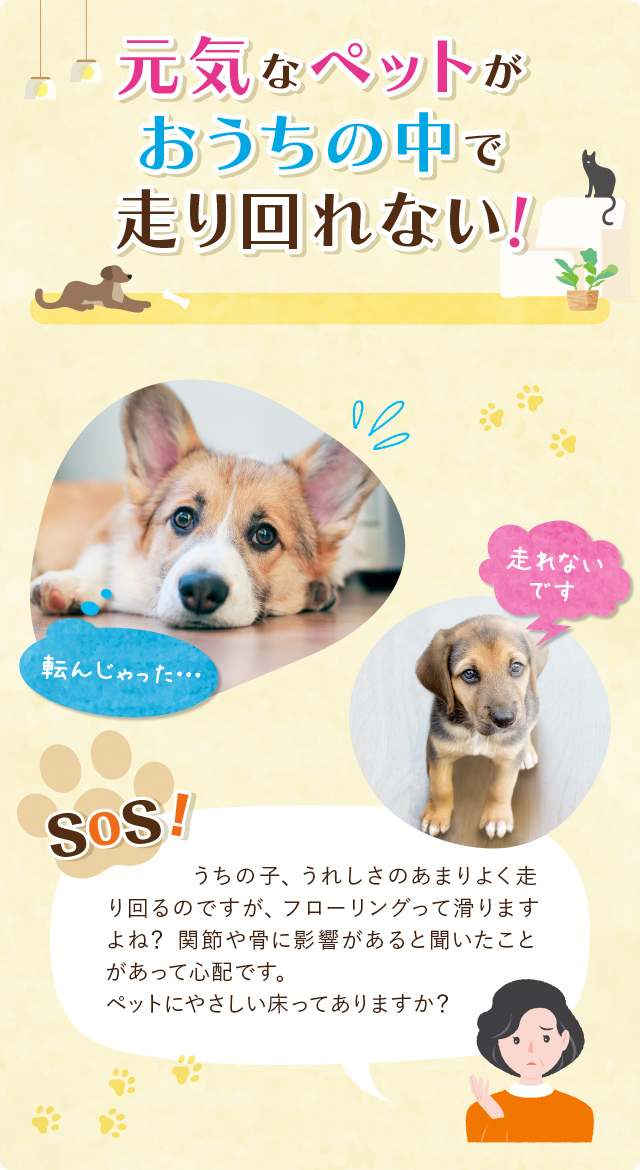 元気なペットが
おうちの中で
走り回れない!
走れない
です
転んじゃった…
SOS!
うちの子、うれしさのあまりよく走
り回るのですが、フローリングって滑ります
よね? 関節や骨に影響があると聞いたこと
があって心配です。
ペットにやさしい床ってありますか?